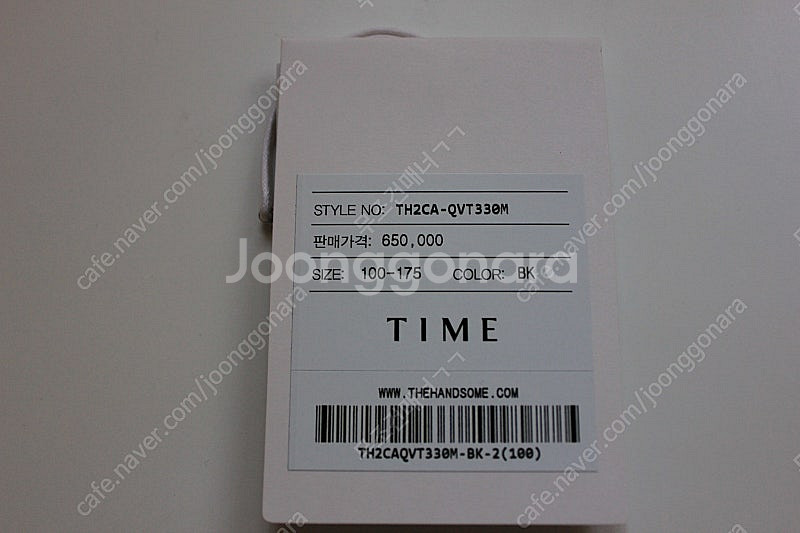 STYLE NO: TH2CA-QVT330M
판매가격: 650,000
Joonggonara
SIZE: 100-175 COLOR: BK
TIME
WWW.THEHANDSOME.COM
TH2CAQVT330M-BK-2(100)
cafe.naver.com/joonggonara
cafe.naver.com/joonggonara
cafe.naver.com/joonggonara
cafe.naver.com/joonggonara